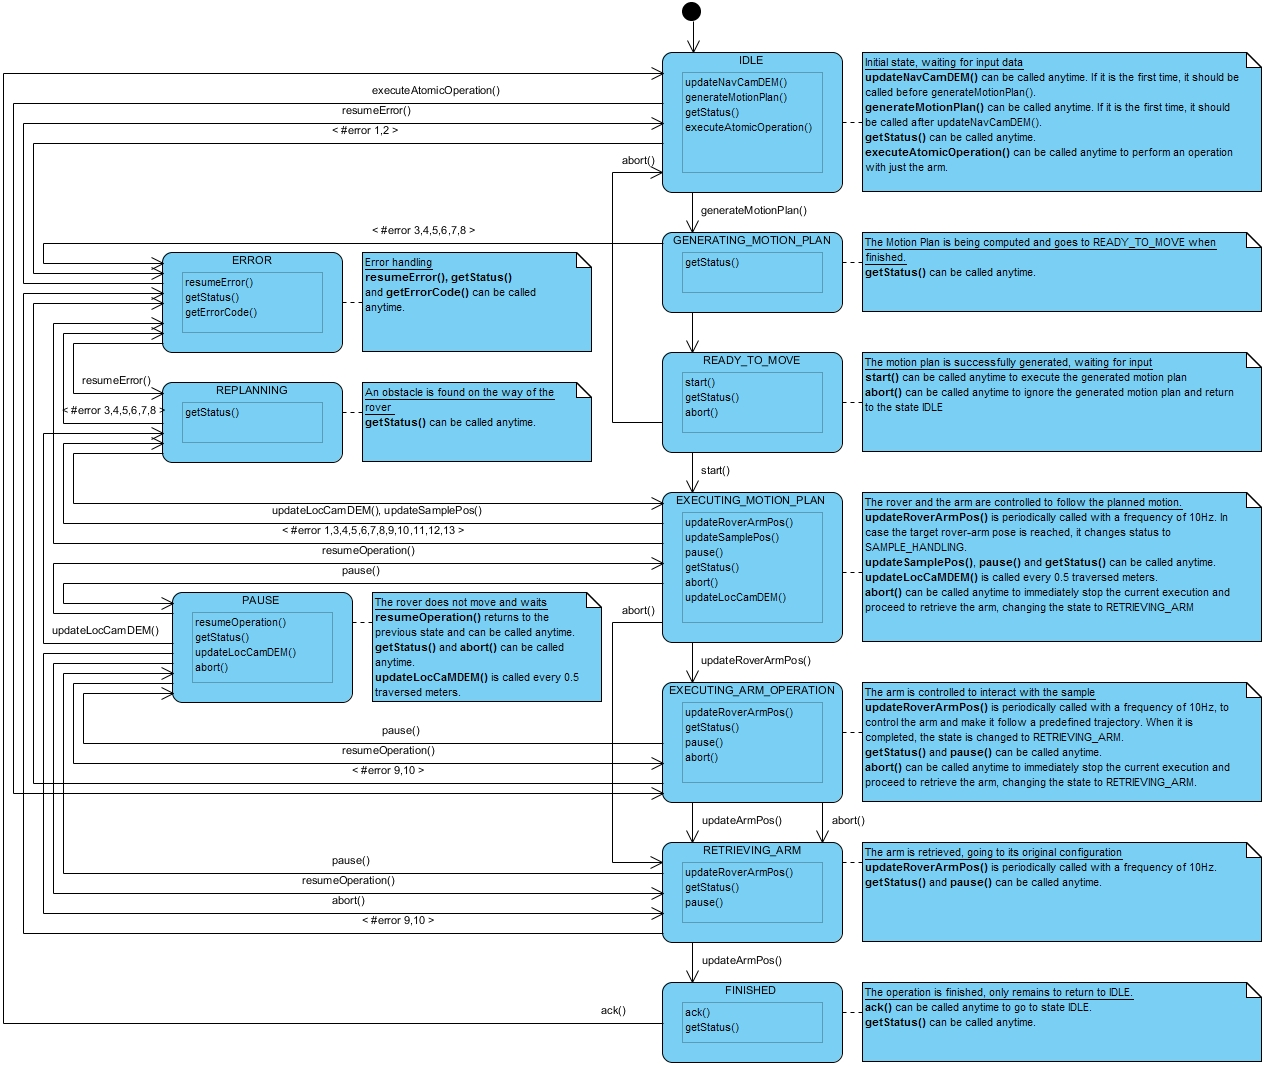 IDLE
updateNavCamDEM()
generateMotionPlan()
getStatus()
executeAtomicOperation()
Initial state, waiting for input data
updateNavCamDEM() can be called anytime. If it is the first time, it should be
called before generateMotionPlan().
generateMotionPlan() can be called anytime. If it is the first time, it should
be called after updateNavCamDEM().
getStatus() can be called anytime.
executeAtomicOperation() can be called anytime to perform an operation
with just the arm.
executeAtomicOperation()
resumeError()
< #error 1,2 >
abort()
generateMotionPlan()
< #error 3,4,5,6,7,8 >
GENERATING_MOTION_PLAN
getStatus()
The Motion Plan is being computed and goes to READY_TO_MOVE when
finished.
getStatus() can be called anytime.
ERROR
resumeError()
getStatus()
getErrorCode()
Error handling
resumeError(), getStatus()
and getErrorCode() can be called
anytime.
READY_TO_MOVE
start()
getStatus()
abort()
The motion plan is successfully generated, waiting for input
start() can be called anytime to execute the generated motion plan
abort() can be called anytime to ignore the generated motion plan and return
to the state IDLE
resumeError()
REPLANNING
getStatus()
An obstacle is found on the way of the
rover
getStatus() can be called anytime.
< #error 3,4,5,6,7,8 >
start()
EXECUTING_MOTION_PLAN
updateRoverArmPos()
updateSamplePos()
pause()
getStatus()
abort()
updateLocCamDEM()
The rover and the arm are controlled to follow the planned motion.
updateRoverArmPos() is periodically called with a frequency of 10Hz. In
case the target rover-arm pose is reached, it changes status to
SAMPLE_HANDLING.
updateSamplePos(), pause() and getStatus() can be called anytime.
updateLocCaMDEM() is called every 0.5 traversed meters.
abort() can be called anytime to immediately stop the current execution and
proceed to retrieve the arm, changing the state to RETRIEVING_ARM
updateLocCamDEM(), updateSamplePos()
< #error 1,3,4,5,6,7,8,9,10,11,12,13 >
resumeOperation()
pause()
abort()
PAUSE
resumeOperation()
getStatus()
updateLocCamDEM()
abort()
The rover does not move and waits
resumeOperation() returns to the
previous state and can be called anytime.
getStatus() and abort() can be called
anytime.
updateLocCaMDEM() is called every 0.5
traversed meters.
updateLocCamDEM()
updateRoverArmPos()
EXECUTING_ARM_OPERATION
updateRoverArmPos()
getStatus()
pause()
abort()
The arm is controlled to interact with the sample
updateRoverArmPos() is periodically called with a frequency of 10Hz, to
control the arm and make it follow a predefined trajectory. When it is
completed, the state is changed to RETRIEVING_ARM.
getStatus() and pause() can be called anytime.
abort() can be called anytime to immediately stop the current execution and
proceed to retrieve the arm, changing the state to RETRIEVING_ARM.
pause()
resumeOperation()
< #error 9,10 >
updateArmPos()
abort()
RETRIEVING_ARM
updateRoverArmPos()
getStatus()
pause()
The arm is retrieved, going to its original configuration
updateRoverArmPos() is periodically called with a frequency of 10Hz.
getStatus() and pause() can be called anytime.
pause()
resumeOperation()
abort()
< #error 9,10 >
updateArmPos()
FINISHED
ack()
getStatus()
The operation is finished, only remains to return to IDLE.
ack() can be called anytime to go to state IDLE.
getStatus() can be called anytime.
ack()